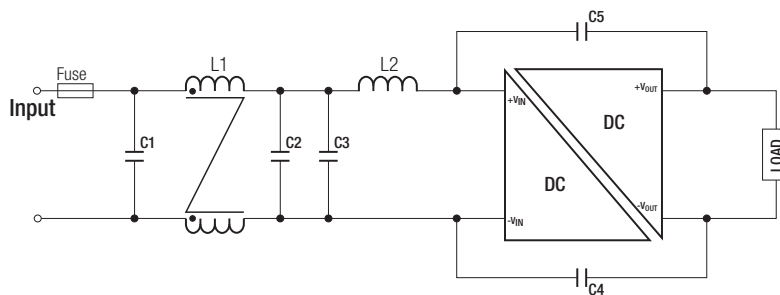 C5
L1
L2
Fuse
Input
+VIN
+VOUT
DC
C1
C2
C3
LOAD
DC
-VIN
-VOUT
C4